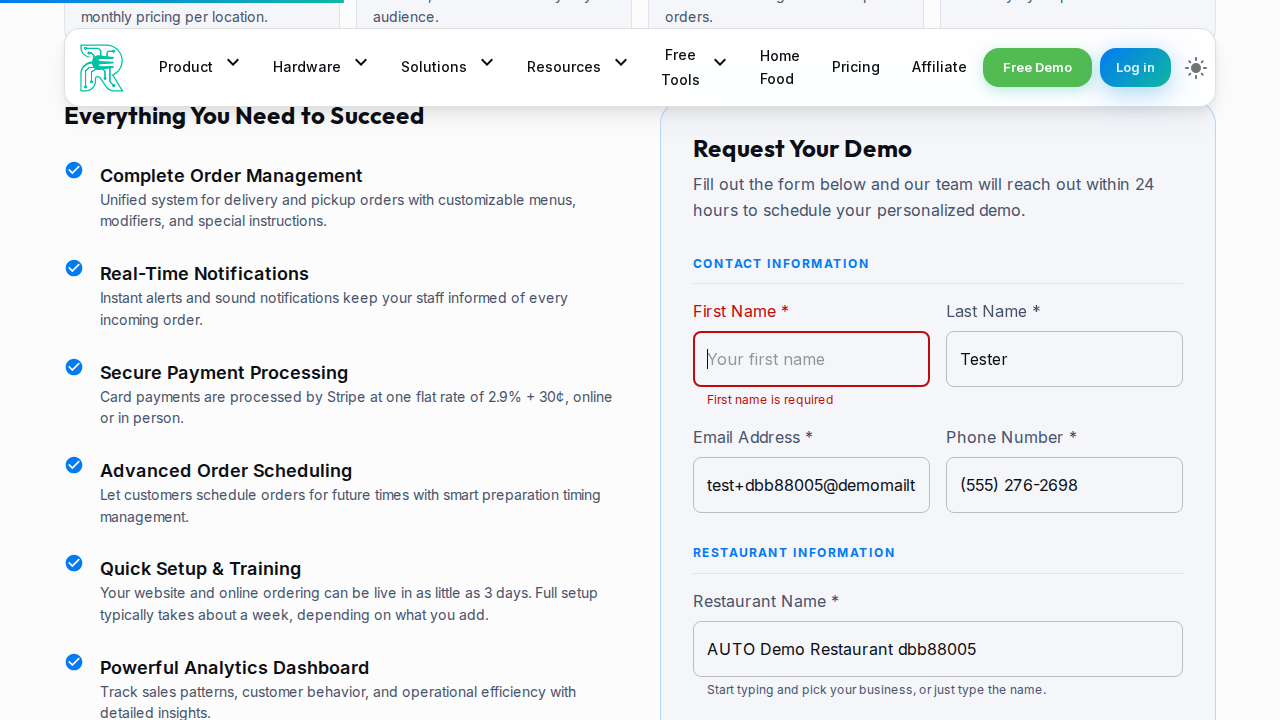 monthly pricing per location.
audience.
orders.
Product
Hardware
Solutions
Resources
Free
Tools
Home
Food
Pricing
Affiliate
Free Demo
Log in
Everything You Need to Succeed
Complete Order Management
Unified system for delivery and pickup orders with customizable menus,
modifiers, and special instructions.
Real-Time Notifications
Instant alerts and sound notifications keep your staff informed of every
incoming order.
Secure Payment Processing
Card payments are processed by Stripe at one flat rate of 2.9% + 30¢, online
or in person.
Advanced Order Scheduling
Let customers schedule orders for future times with smart preparation timing
management.
Quick Setup & Training
Your website and online ordering can be live in as little as 3 days. Full setup
typically takes about a week, depending on what you add.
Powerful Analytics Dashboard
Track sales patterns, customer behavior, and operational efficiency with
detailed insights.
Request Your Demo
Fill out the form below and our team will reach out within 24
hours to schedule your personalized demo.
CONTACT INFORMATION
First Name *
Your first name
First name is required
Last Name *
Tester
Email Address *
test+dbb88005@demomailt
Phone Number *
(555) 276-2698
RESTAURANT INFORMATION
Restaurant Name *
AUTO Demo Restaurant dbb88005
Start typing and pick your business, or just type the name.